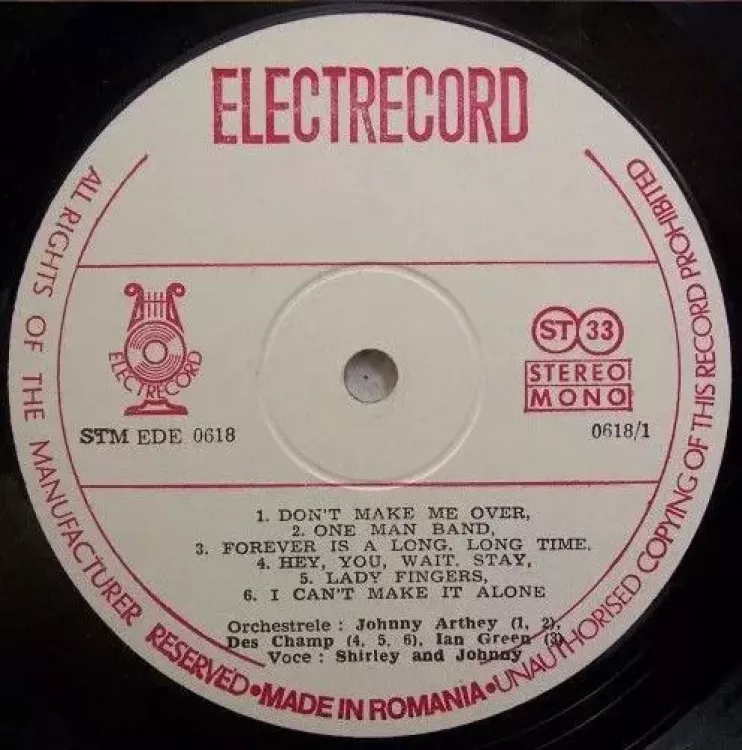 ELECTRECORD
ELECTRECORD
STM EDE 0618
ST 33
STEREO
MONO
0618/1
1. DON'T MAKE ME OVER,
2. ONE MAN BAND,
3. FOREVER IS A LONG. LONG TIME.
4. HEY, YOU, WAIT. STAY,
5. LADY FINGERS,
6. I CAN'T MAKE IT ALONE
Orchestrele : Johnny Arthey (1, 2),
Des Champ (4, 5, 6), Ian Green (3)
Voce : Shirley and Johnny
ALL RIGHTS OF THE MANUFACTURER RESERVED•MADE IN ROMANIA•UNAUTHORISED COPYING OF THIS RECORD PROHIBITED